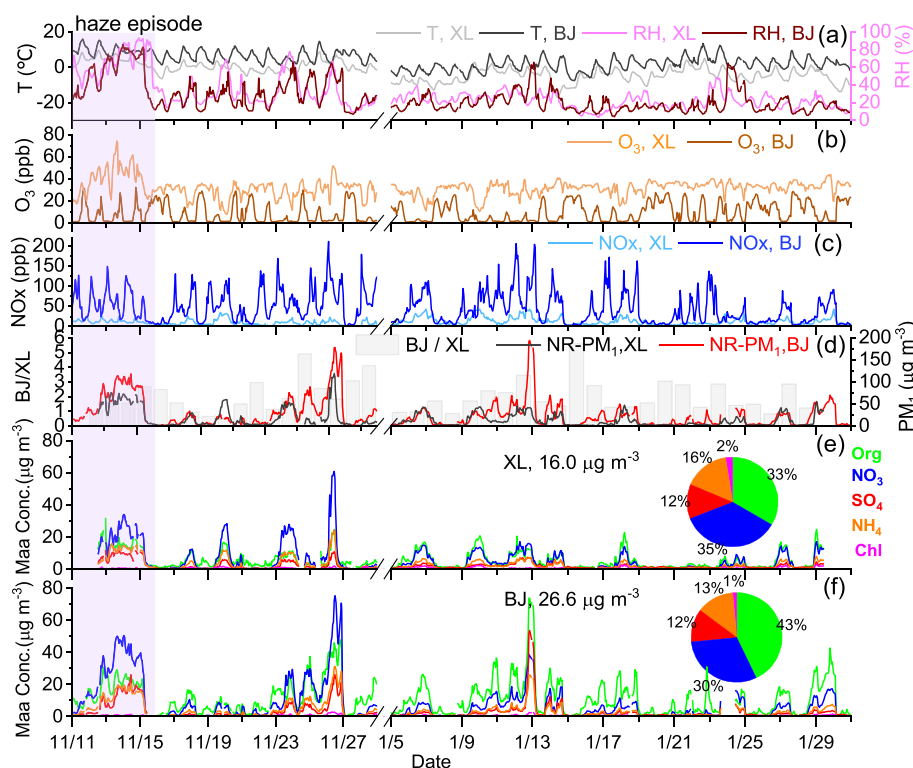 haze episode
T, XL T, BJ RH, XL RH, BJ (a)
T (ºC)
20
0
-20
RH (%)
100
80
60
40
20
0
O3 (ppb)
80
60
40
20
0
O3, XL O3, BJ (b)
NOx (ppb)
200
150
100
50
0
NOx, XL NOx, BJ (c)
BJ/XL
6
5
4
3
2
1
0
BJ / XL NR-PM1,XL NR-PM1,BJ (d)
PM1 (µg m-3)
200
150
100
50
0
Maa Conc.(µg m-3)
80
60
40
20
0
XL, 16.0 µg m-3
(e)
2%
16%
33%
12%
35%
Org
NO3
SO4
NH4
Chl
Maa Conc.(µg m-3)
80
60
40
20
0
BJ, 26.6 µg m-3
(f)
1%
13%
12%
43%
30%
11/11 11/15 11/19 11/23 11/27 1/5 1/9 1/13 1/17 1/21 1/25 1/29
Date